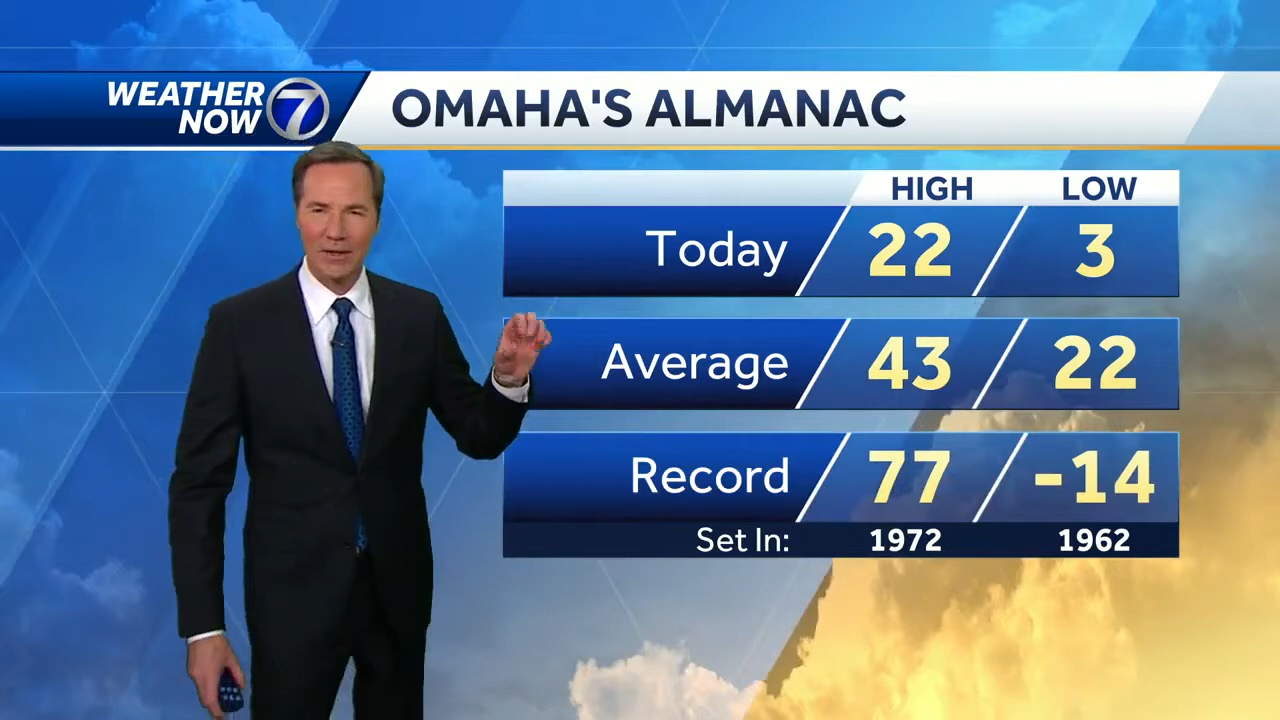 WEATHER
NOW 7
OMAHA'S ALMANAC
HIGH LOW
Today 22 3
Average 43 22
Record 77 -14
Set In: 1972 1962